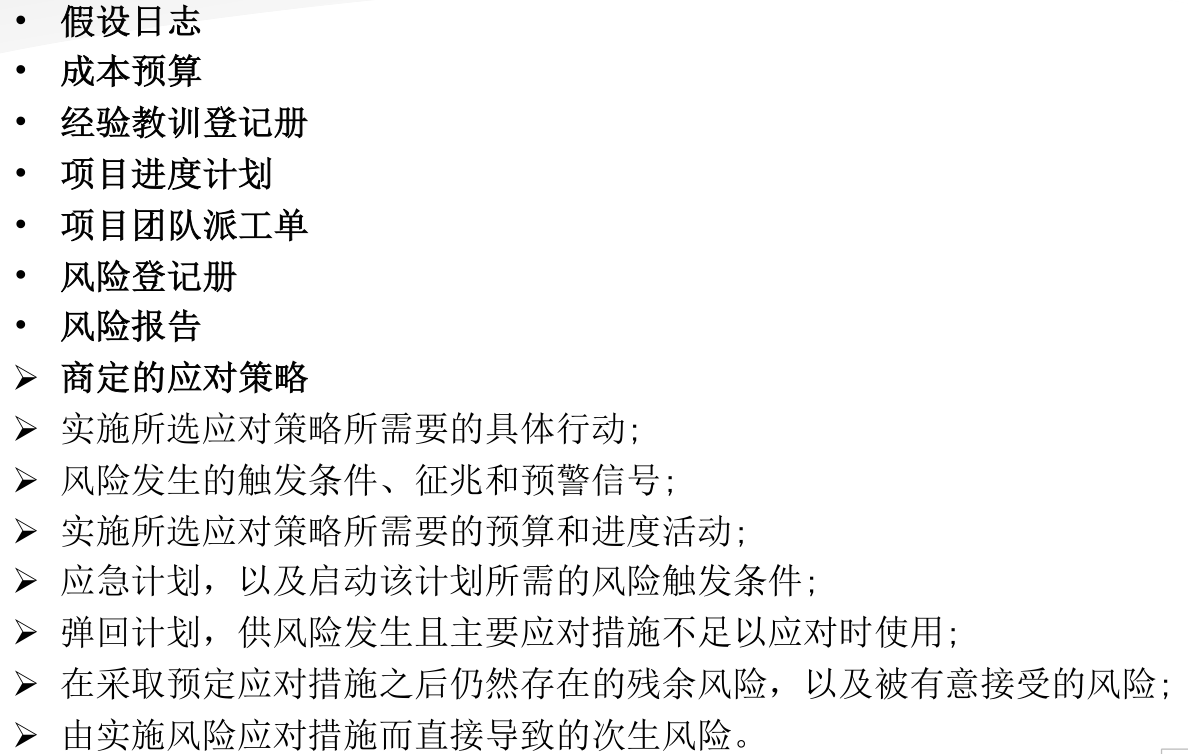 • 假设日志
• 成本预算
• 经验教训登记册
• 项目进度计划
• 项目团队派工单
• 风险登记册
• 风险报告
➢ 商定的应对策略
➢ 实施所选应对策略所需要的具体行动;
➢ 风险发生的触发条件、征兆和预警信号;
➢ 实施所选应对策略所需要的预算和进度活动;
➢ 应急计划，以及启动该计划所需的风险触发条件;
➢ 弹回计划，供风险发生且主要应对措施不足以应对时使用;
➢ 在采取预定应对措施之后仍然存在的残余风险，以及被有意接受的风险;
➢ 由实施风险应对措施而直接导致的次生风险。